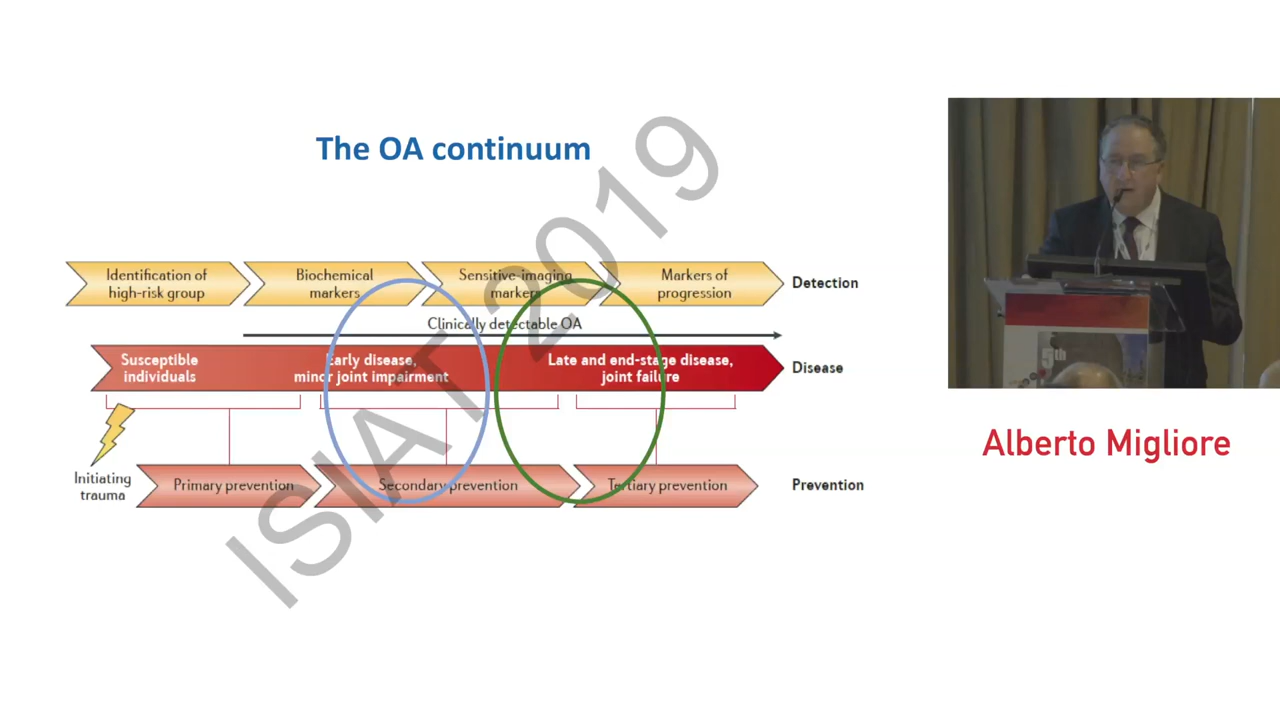 The OA continuum
Identification of
high-risk group
Biochemical
markers
Sensitive-imaging
markers
Markers of
progression
Detection
Clinically detectable OA
Susceptible
individuals
Early disease,
minor joint impairment
Late and end-stage disease,
joint failure
Disease
Initiating
trauma
Primary prevention
Secondary prevention
Tertiary prevention
Prevention
ISIAT 2019
5th
Alberto Migliore